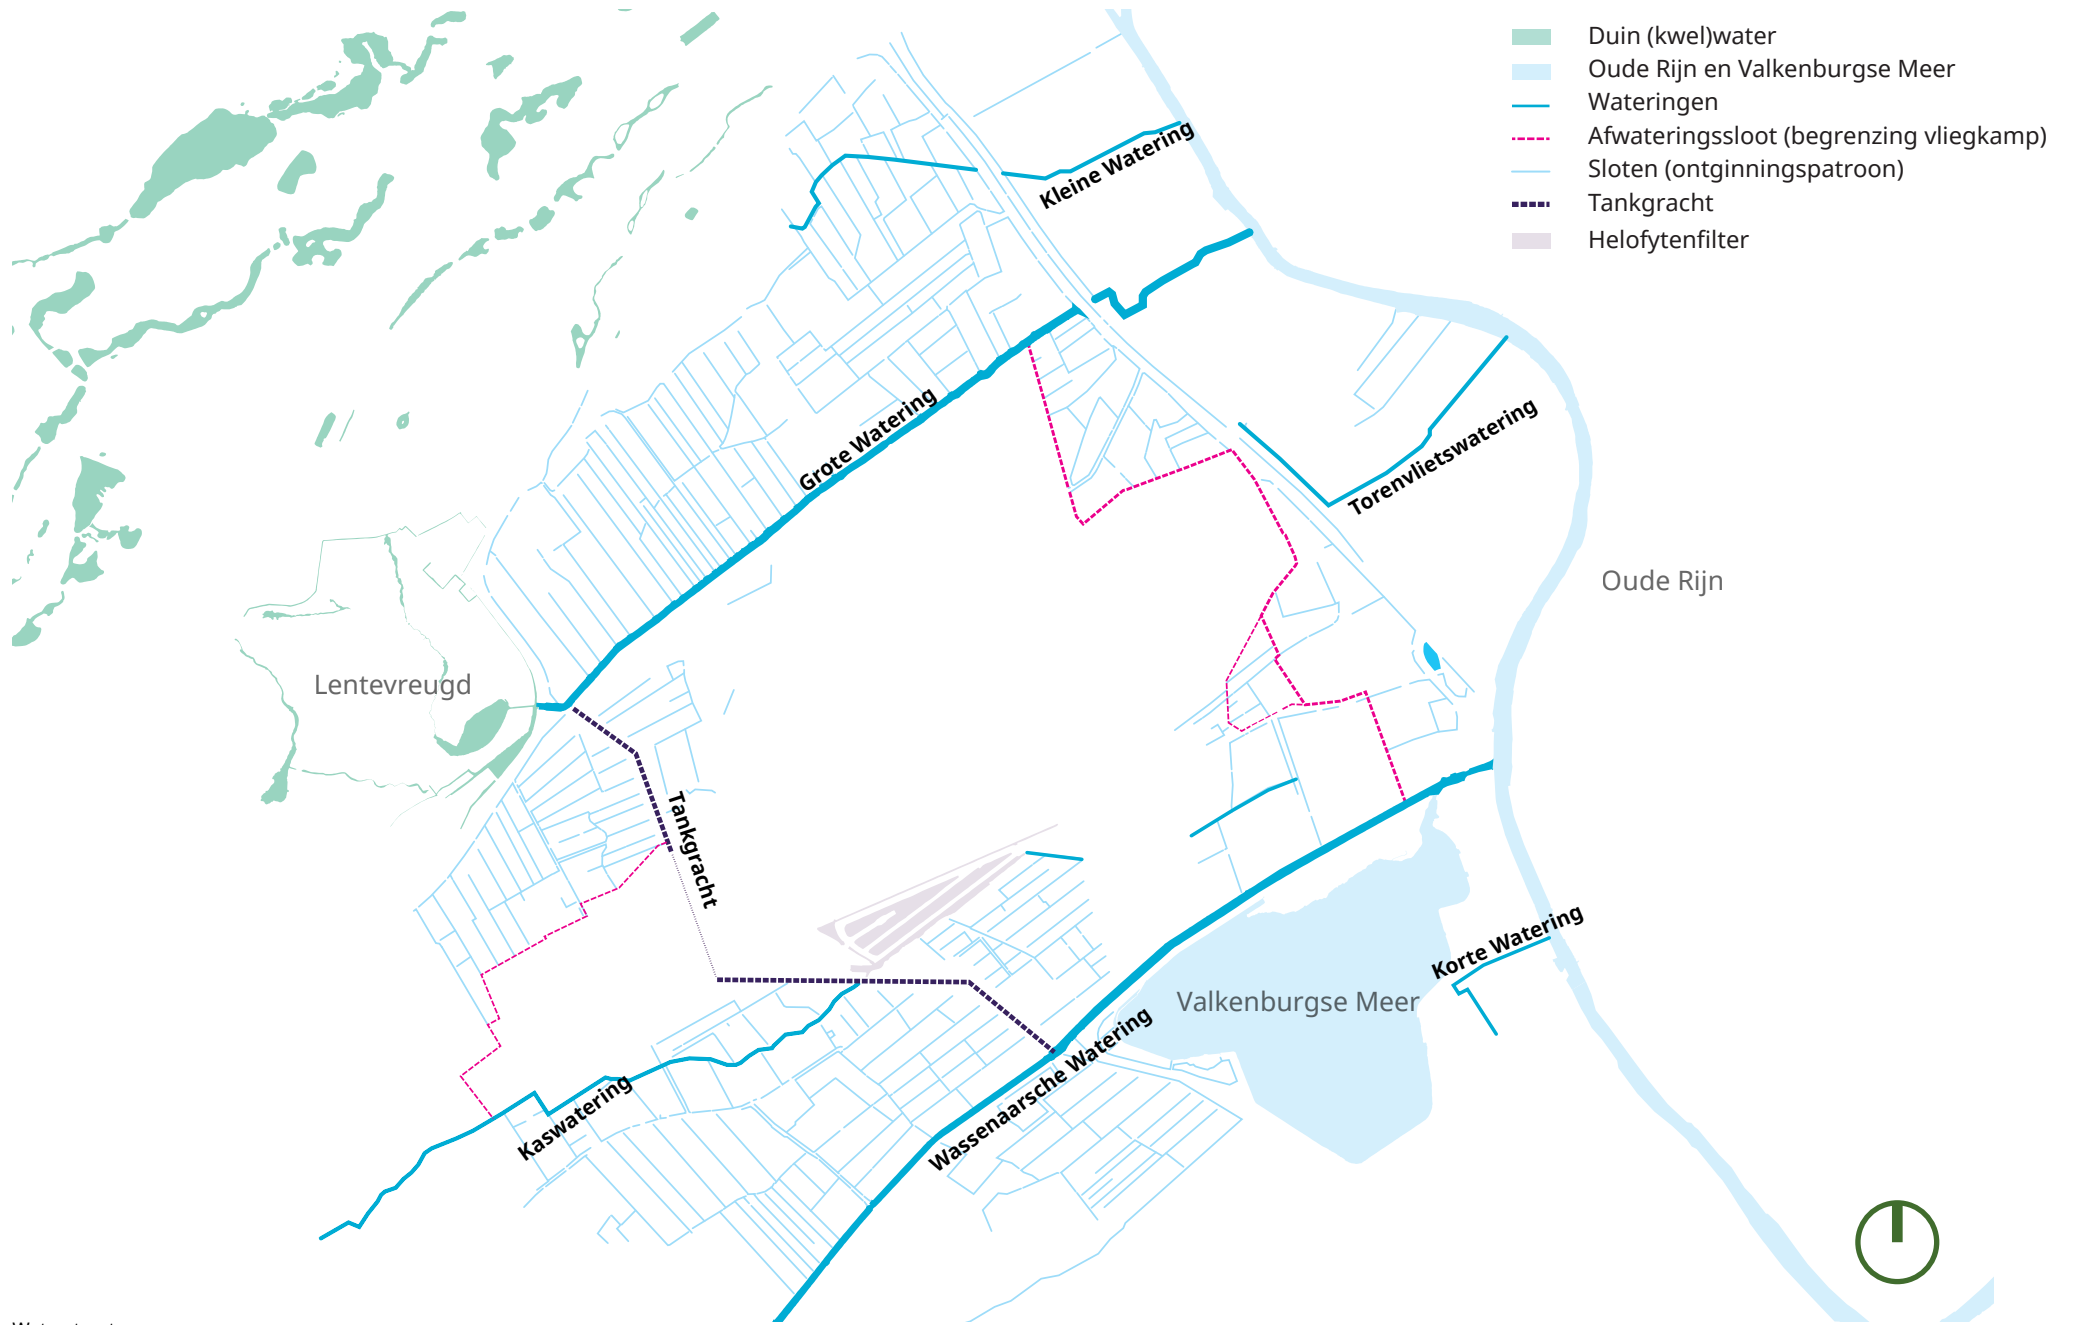 Duin (kwel)water
Oude Rijn en Valkenburgse Meer
Wateringen
Afwateringssloot (begrenzing vliegkamp)
Sloten (ontginningspatroon)
Tankgracht
Helofytenfilter
Kleine Watering
Grote Watering
Torenvlietswatering
Oude Rijn
Lentevreugd
Tankgracht
Korte Watering
Valkenburgse Meer
Wassenaarsche Watering
Kaswatering